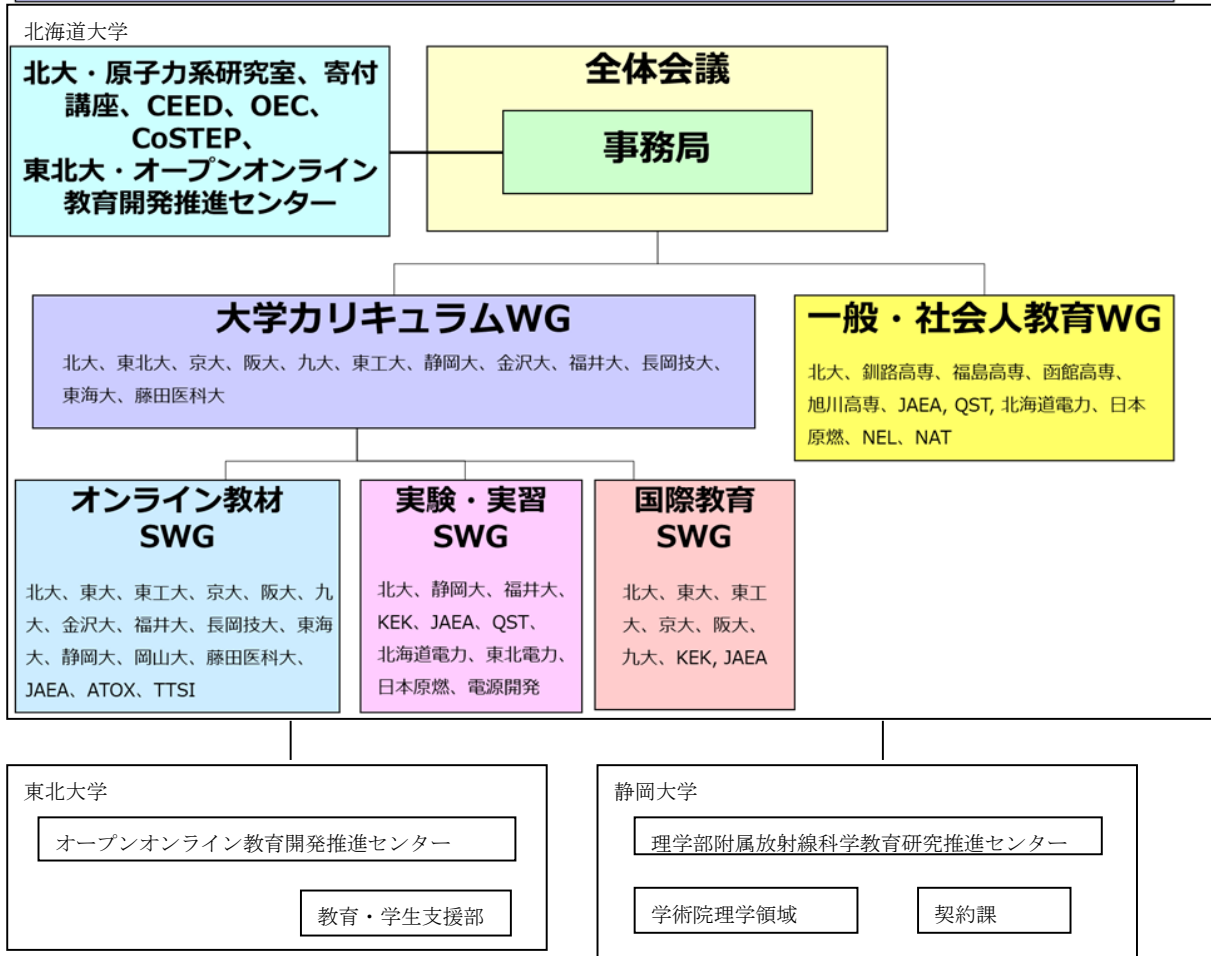 北海道大学
北大・原子力系研究室、寄付
講座、CEED、OEC、
CoSTEP、
東北大・オープンオンライン
教育開発推進センター
全体会議
事務局
大学カリキュラムWG
北大、東北大、京大、阪大、九大、東工大、静岡大、金沢大、福井大、長岡技大、
東海大、藤田医科大
一般・社会人教育WG
北大、釧路高専、福島高専、函館高専、
旭川高専、JAEA, QST, 北海道電力、日本
原燃、NEL、NAT
オンライン教材
SWG
北大、東大、東工大、京大、阪大、九
大、金沢大、福井大、長岡技大、東海
大、静岡大、岡山大、藤田医科大、
JAEA、ATOX、TTSI
実験・実習
SWG
北大、静岡大、福井大、
KEK、JAEA、QST、
北海道電力、東北電力、
日本原燃、電源開発
国際教育
SWG
北大、東大、東工
大、京大、阪大、
九大、KEK, JAEA
東北大学
オープンオンライン教育開発推進センター
教育・学生支援部
静岡大学
理学部附属放射線科学教育研究推進センター
学術院理学領域
契約課